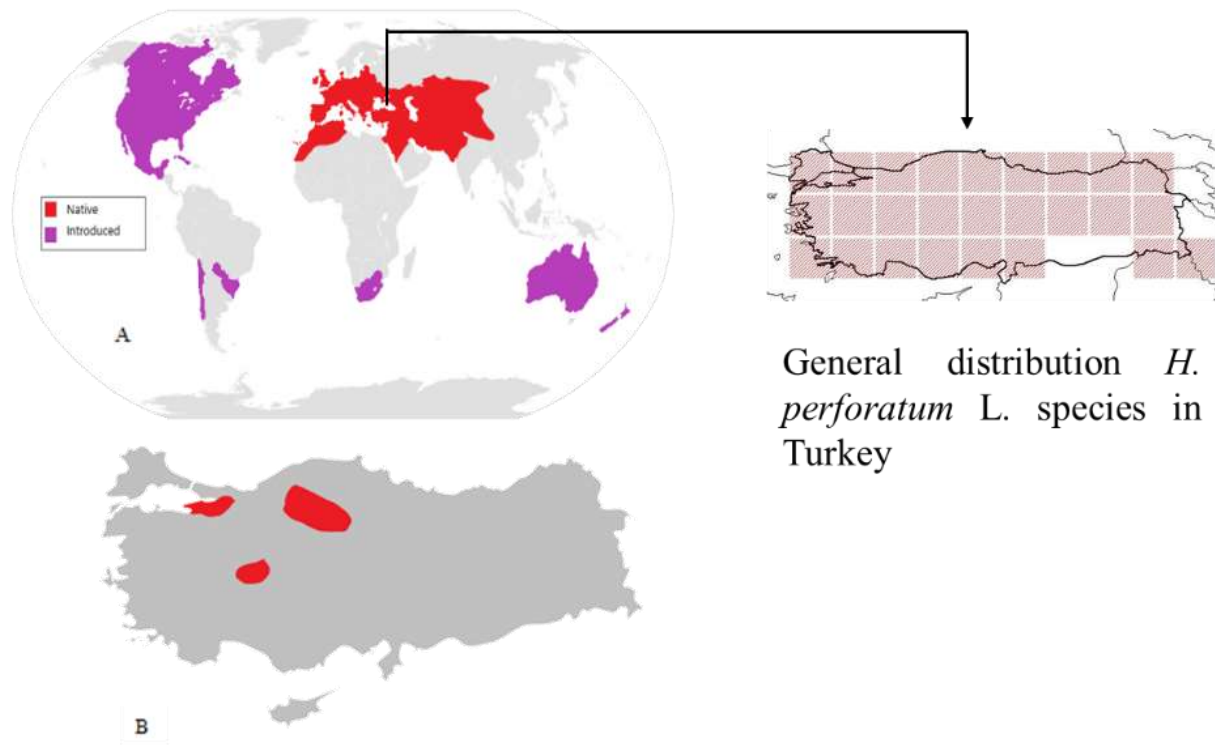 Native
Introduced
A
General distribution H.
perforatum L. species in
Turkey
B